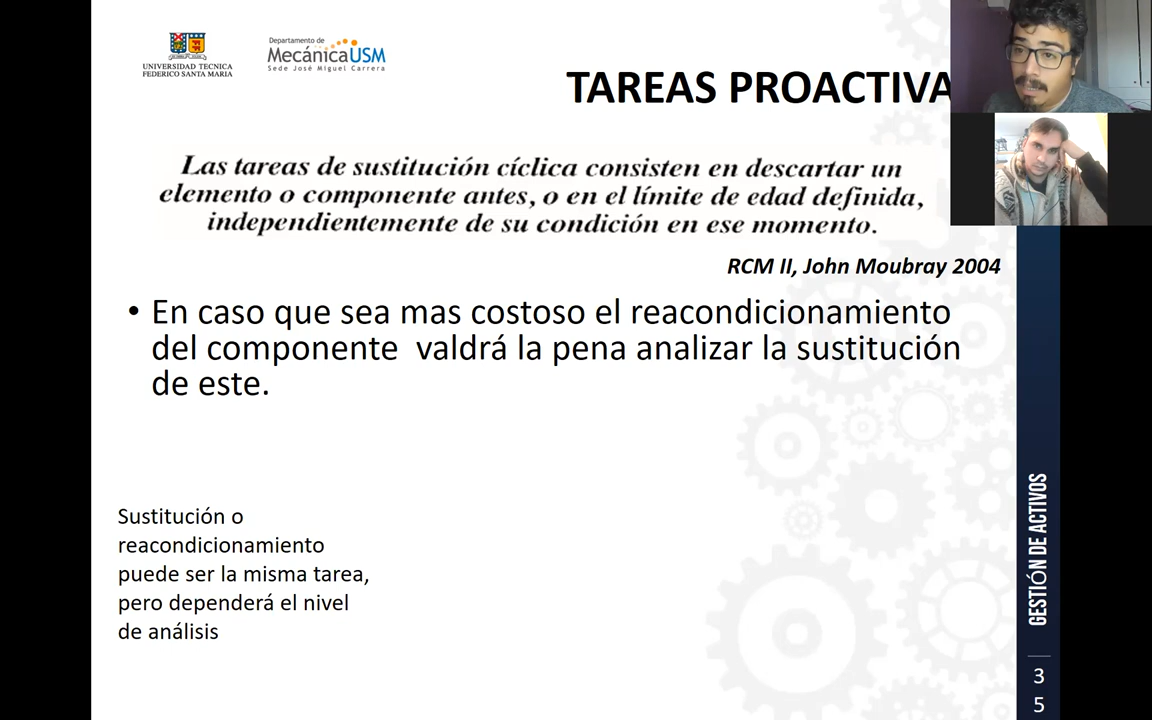 UNIVERSIDAD TECNICA
FEDERICO SANTA MARIA
Departamento de
MecánicaUSM
Sede José Miguel Carrera
TAREAS PROACTIVA
Las tareas de sustitución cíclica consisten en descartar un
elemento o componente antes, o en el límite de edad definida,
independientemente de su condición en ese momento.
RCM II, John Moubray 2004
• En caso que sea mas costoso el reacondicionamiento
del componente valdrá la pena analizar la sustitución
de este.
Sustitución o
reacondicionamiento
puede ser la misma tarea,
pero dependerá el nivel
de análisis
GESTIÓN DE ACTIVOS
3
5